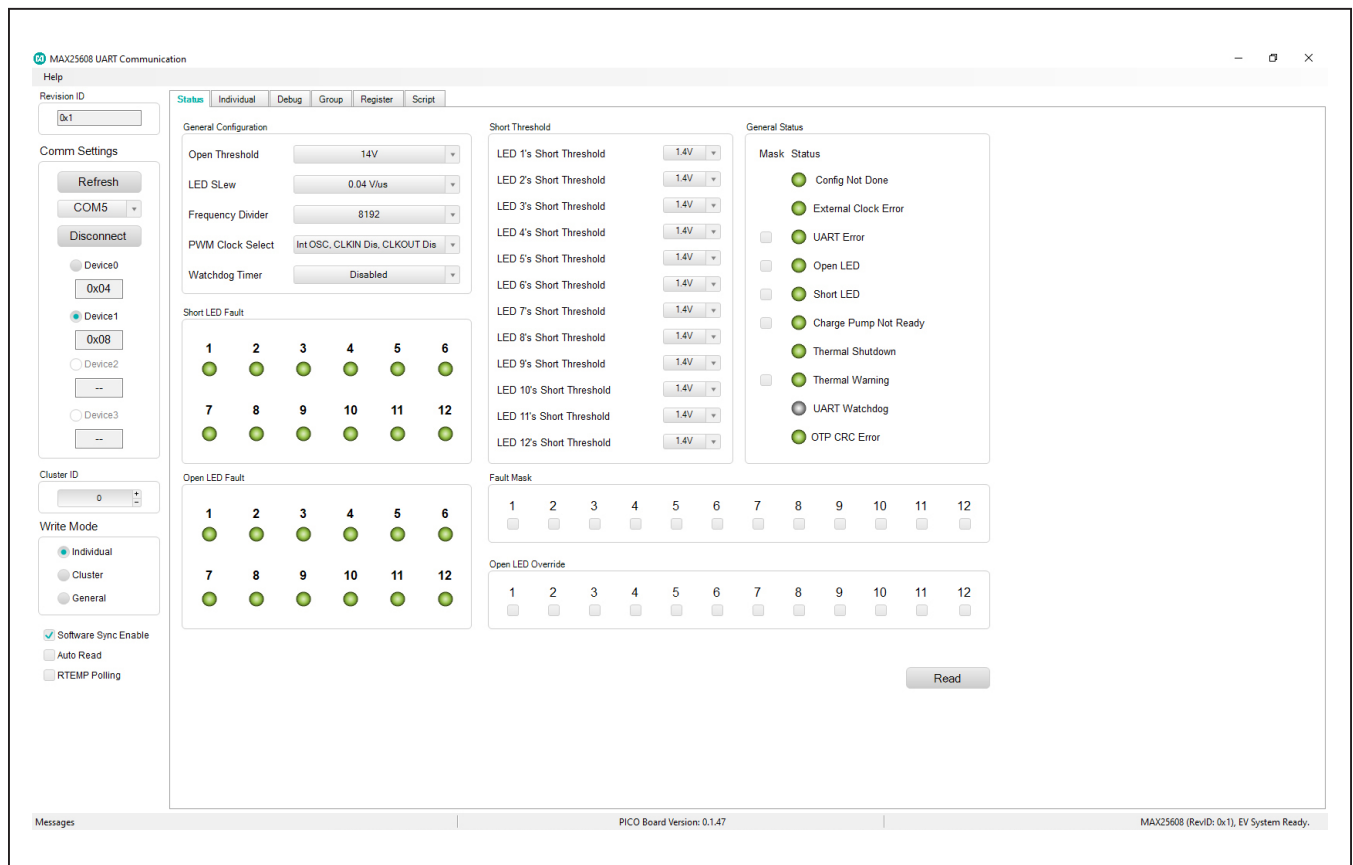 MAX25608 UART Communication
Help
Revision ID
0x1
Comm Settings
Refresh
COM5
Disconnect
Device0
0x04
Device1
0x08
Device2
--
Device3
--
Cluster ID
0
Write Mode
Individual
Cluster
General
Software Sync Enable
Auto Read
RTEMP Polling
Status Individual Debug Group Register Script
General Configuration
Open Threshold 14V
LED SLew 0.04 V/us
Frequency Divider 8192
PWM Clock Select Int OSC, CLKIN Dis, CLKOUT Dis
Watchdog Timer Disabled
Short LED Fault
1 2 3 4 5 6
7 8 9 10 11 12
Open LED Fault
1 2 3 4 5 6
7 8 9 10 11 12
Short Threshold
LED 1's Short Threshold 1.4V
LED 2's Short Threshold 1.4V
LED 3's Short Threshold 1.4V
LED 4's Short Threshold 1.4V
LED 5's Short Threshold 1.4V
LED 6's Short Threshold 1.4V
LED 7's Short Threshold 1.4V
LED 8's Short Threshold 1.4V
LED 9's Short Threshold 1.4V
LED 10's Short Threshold 1.4V
LED 11's Short Threshold 1.4V
LED 12's Short Threshold 1.4V
General Status
Mask Status
Config Not Done
External Clock Error
UART Error
Open LED
Short LED
Charge Pump Not Ready
Thermal Shutdown
Thermal Warning
UART Watchdog
OTP CRC Error
Fault Mask
1 2 3 4 5 6 7 8 9 10 11 12
Open LED Override
1 2 3 4 5 6 7 8 9 10 11 12
Read
Messages
PICO Board Version: 0.1.47
MAX25608 (RevID: 0x1), EV System Ready.